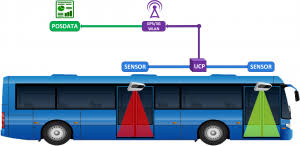 POSDATA
GPS/3G
WLAN
SENSOR
UCP
SENSOR